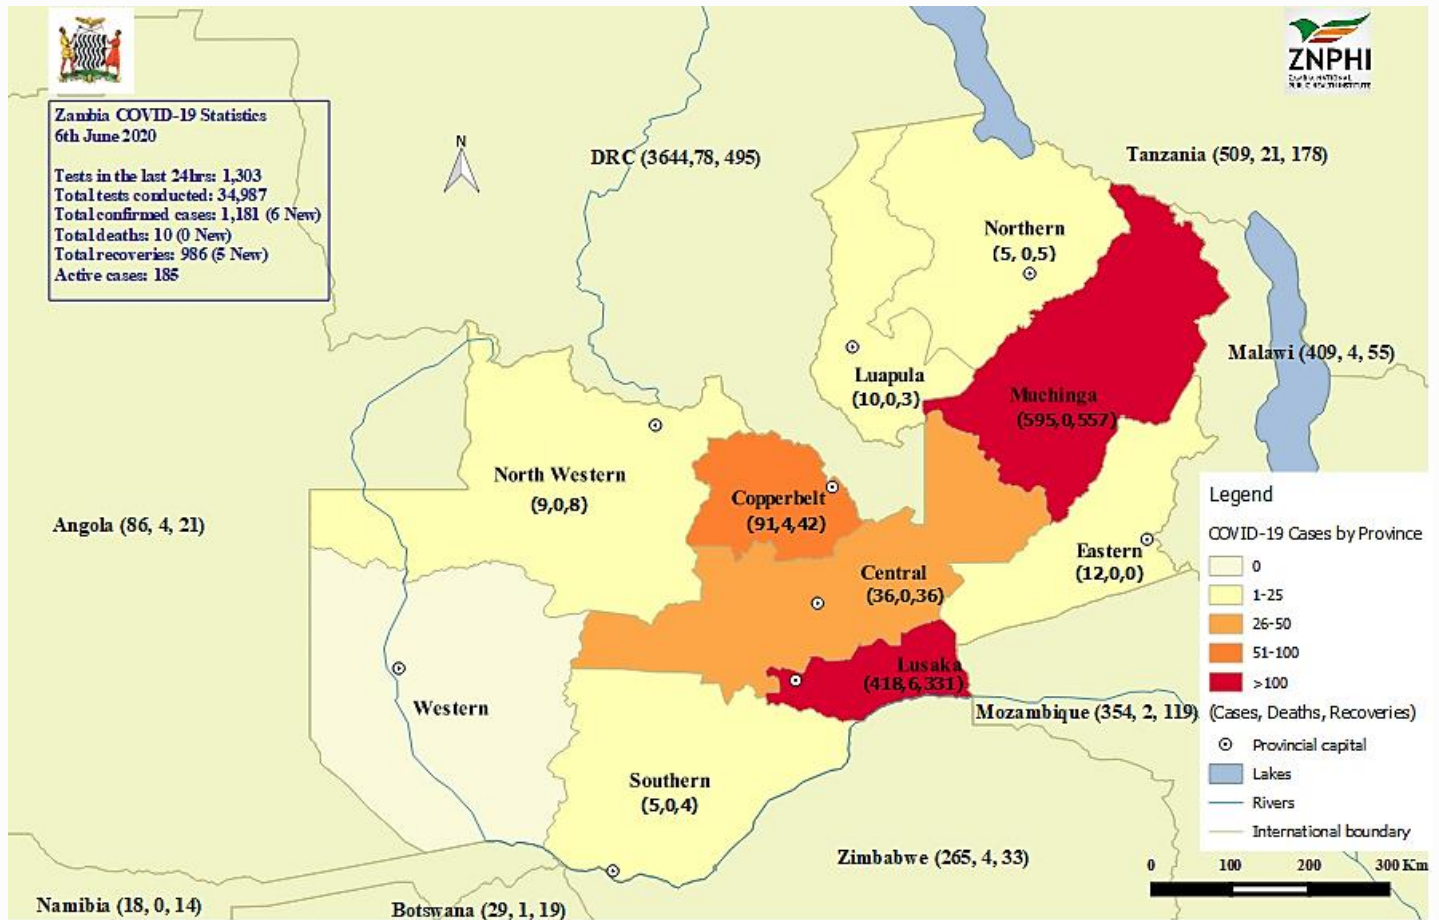 Zambia COVID-19 Statistics
6th June 2020
Tests in the last 24hrs: 1,303
Total tests conducted: 34,987
Total confirmed cases: 1,181 (6 New)
Total deaths: 10 (0 New)
Total recoveries: 986 (5 New)
Active cases: 185
ZNPHI
ZAMBIA NATIONAL
PUBLIC HEALTH INSTITUTE
N
DRC (3644,78, 495)
Tanzania (509, 21, 178)
Northern
(5, 0,5)
Malawi (409, 4, 55)
Luapula
(10,0,3)
Muchinga
(595,0,557)
North Western
(9,0,8)
Copperbelt
(91,4,42)
Angola (86, 4, 21)
Eastern
(12,0,0)
Central
(36,0,36)
Lusaka
(418,6,331)
Western
Mozambique (354, 2, 119)
Southern
(5,0,4)
Zimbabwe (265, 4, 33)
Namibia (18, 0, 14)
Botswana (29, 1, 19)
Legend
COVID-19 Cases by Province
0
1-25
26-50
51-100
>100
(Cases, Deaths, Recoveries)
Provincial capital
Lakes
Rivers
International boundary
0 100 200 300 Km